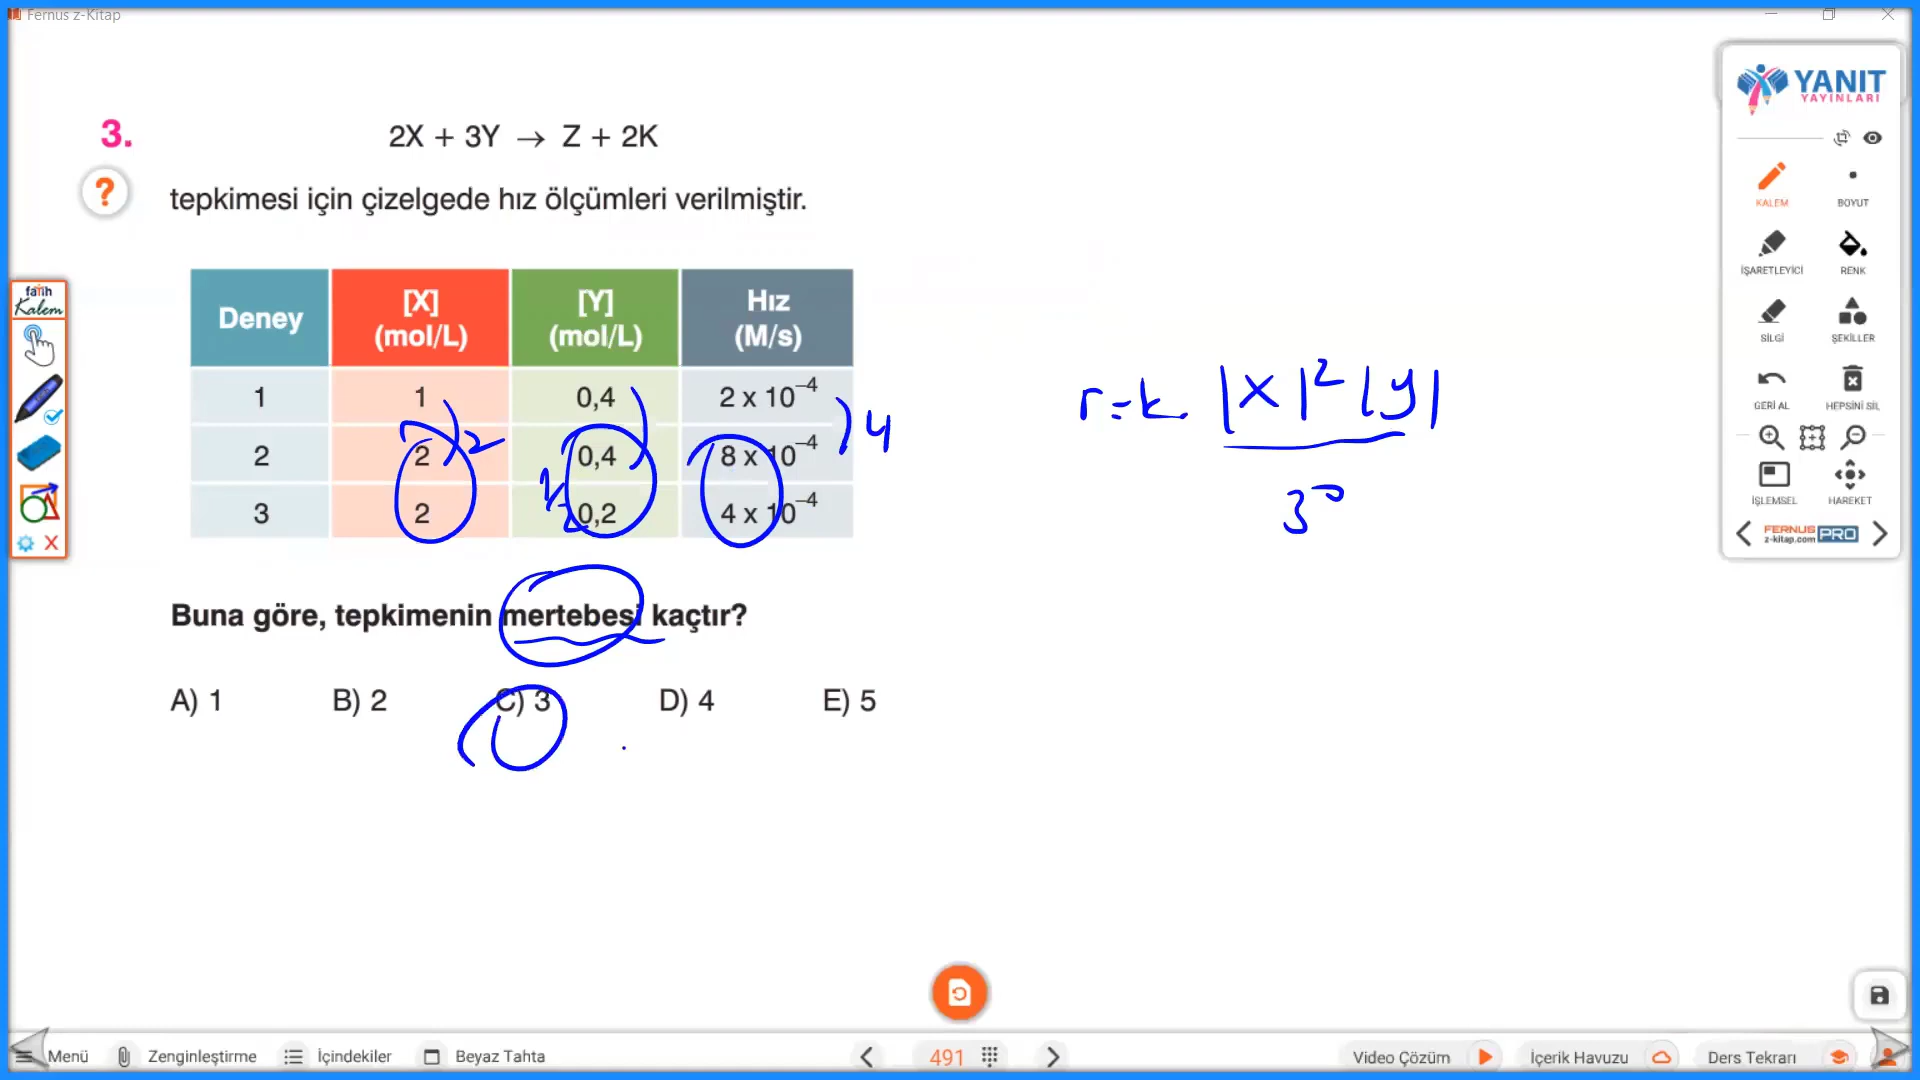 Fernus z-Kitap
YANIT
YAYINLARI
3.
2X + 3Y → Z + 2K
?
tepkimesi için çizelgede hız ölçümleri verilmiştir.
Deney [X] (mol/L) [Y] (mol/L) Hız (M/s)
1 1 0,4 2 x 10⁻⁴
2 2 0,4 8 x 10⁻⁴
3 2 0,2 4 x 10⁻⁴
2
1/2
4
r=k. |X|² |y|
3°
Buna göre, tepkimenin mertebesi kaçtır?
A) 1 B) 2 C) 3 D) 4 E) 5
fatih
Kalem
KALEM BOYUT
İŞARETLEYİCİ RENK
SİLGİ ŞEKİLLER
GERİ AL HEPSİNİ SİL
İŞLEMSEL HAREKET
FERNUS
z-kitap.com PRO
Menü Zenginleştirme İçindekiler Beyaz Tahta 491 Video Çözüm İçerik Havuzu Ders Tekrarı